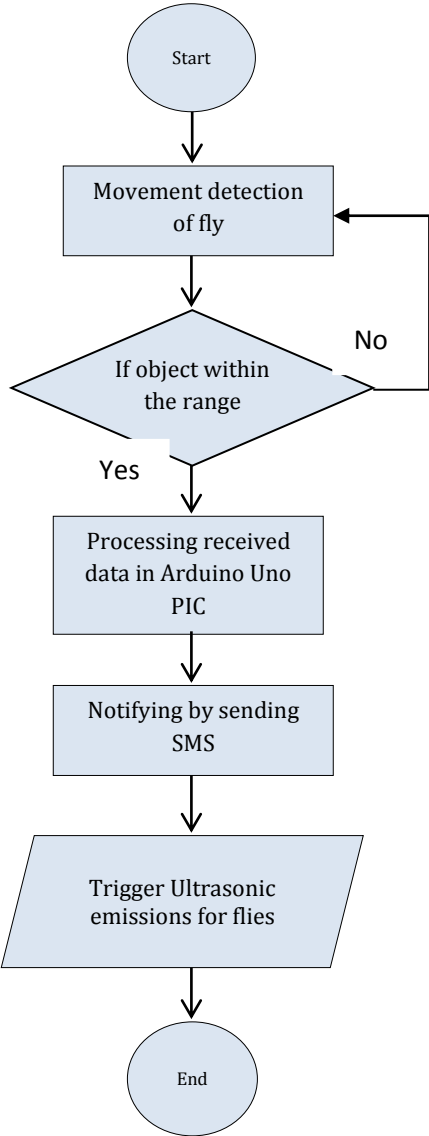 Start
Movement detection
of fly
No
If object within
the range
Yes
Processing received
data in Arduino Uno
PIC
Notifying by sending
SMS
Trigger Ultrasonic
emissions for flies
End